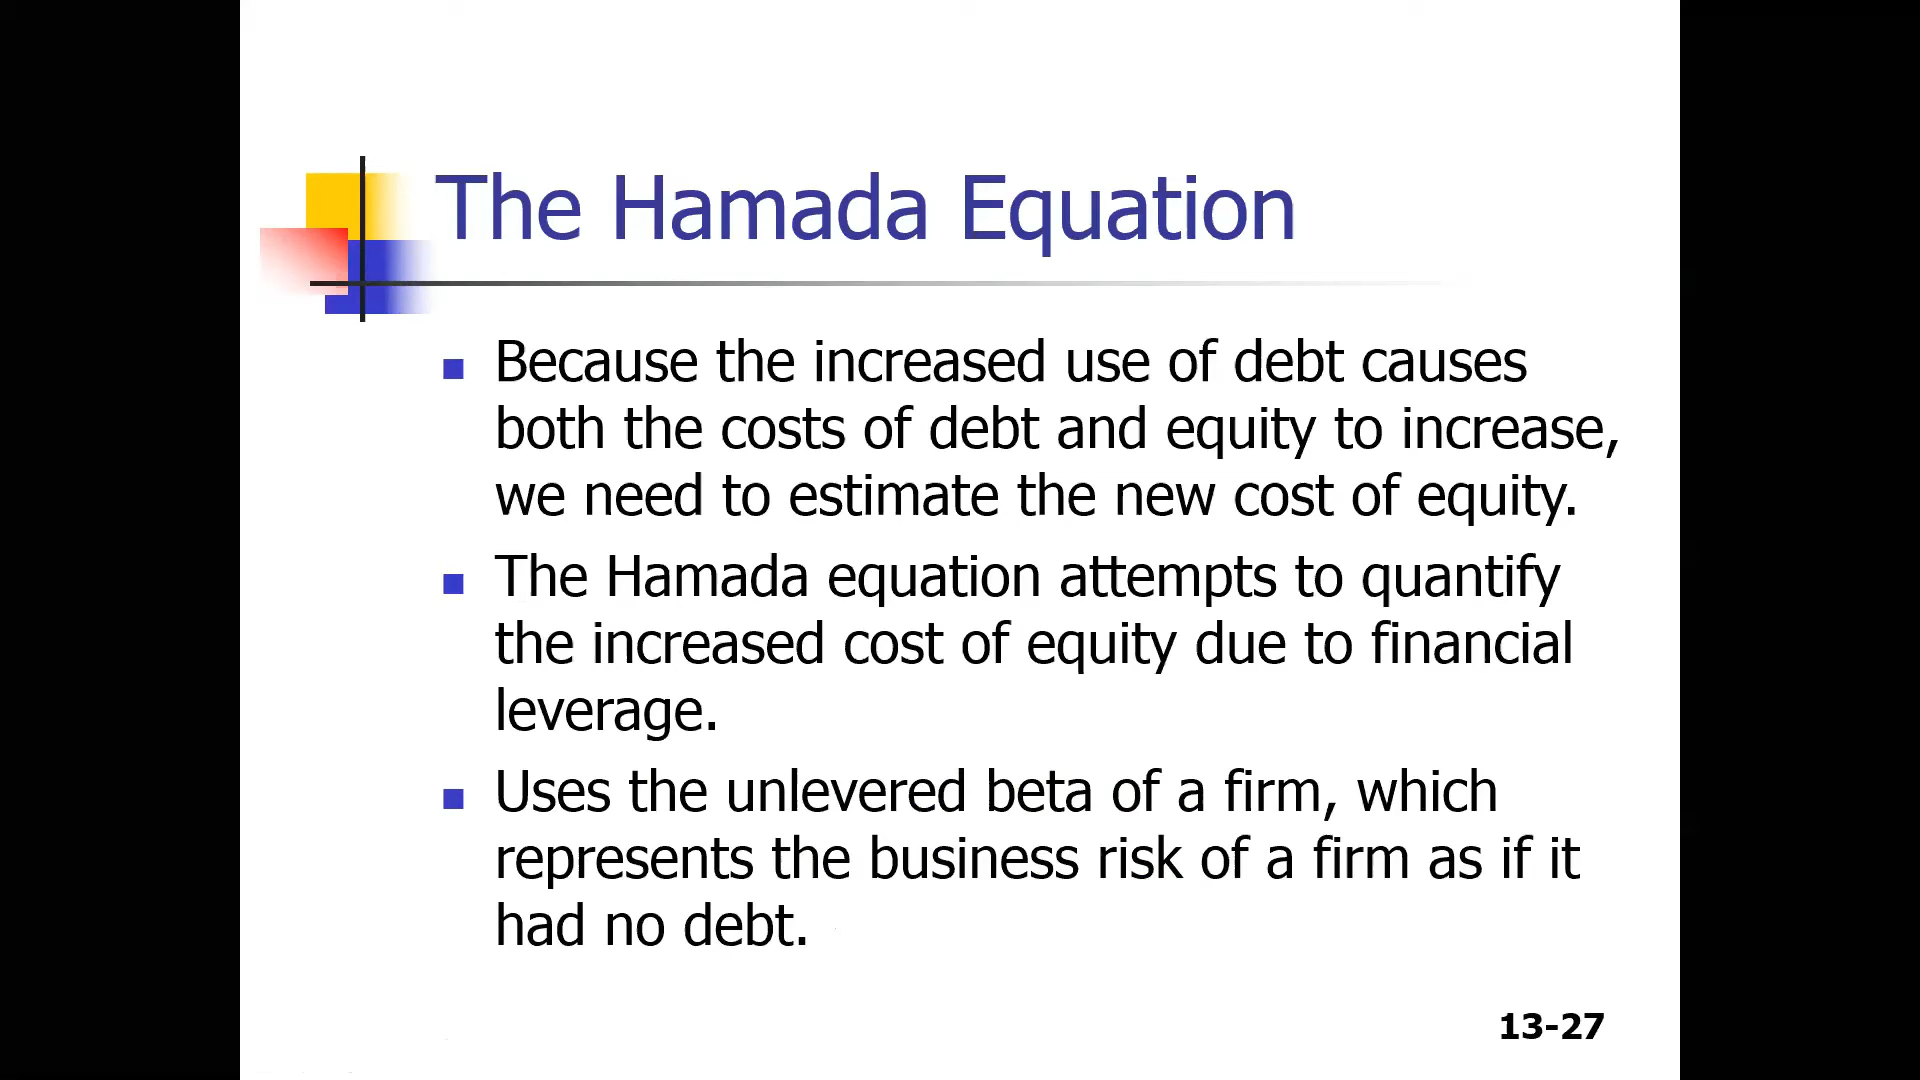 The Hamada Equation
Because the increased use of debt causes
both the costs of debt and equity to increase,
we need to estimate the new cost of equity.
The Hamada equation attempts to quantify
the increased cost of equity due to financial
leverage.
Uses the unlevered beta of a firm, which
represents the business risk of a firm as if it
had no debt.
13-27